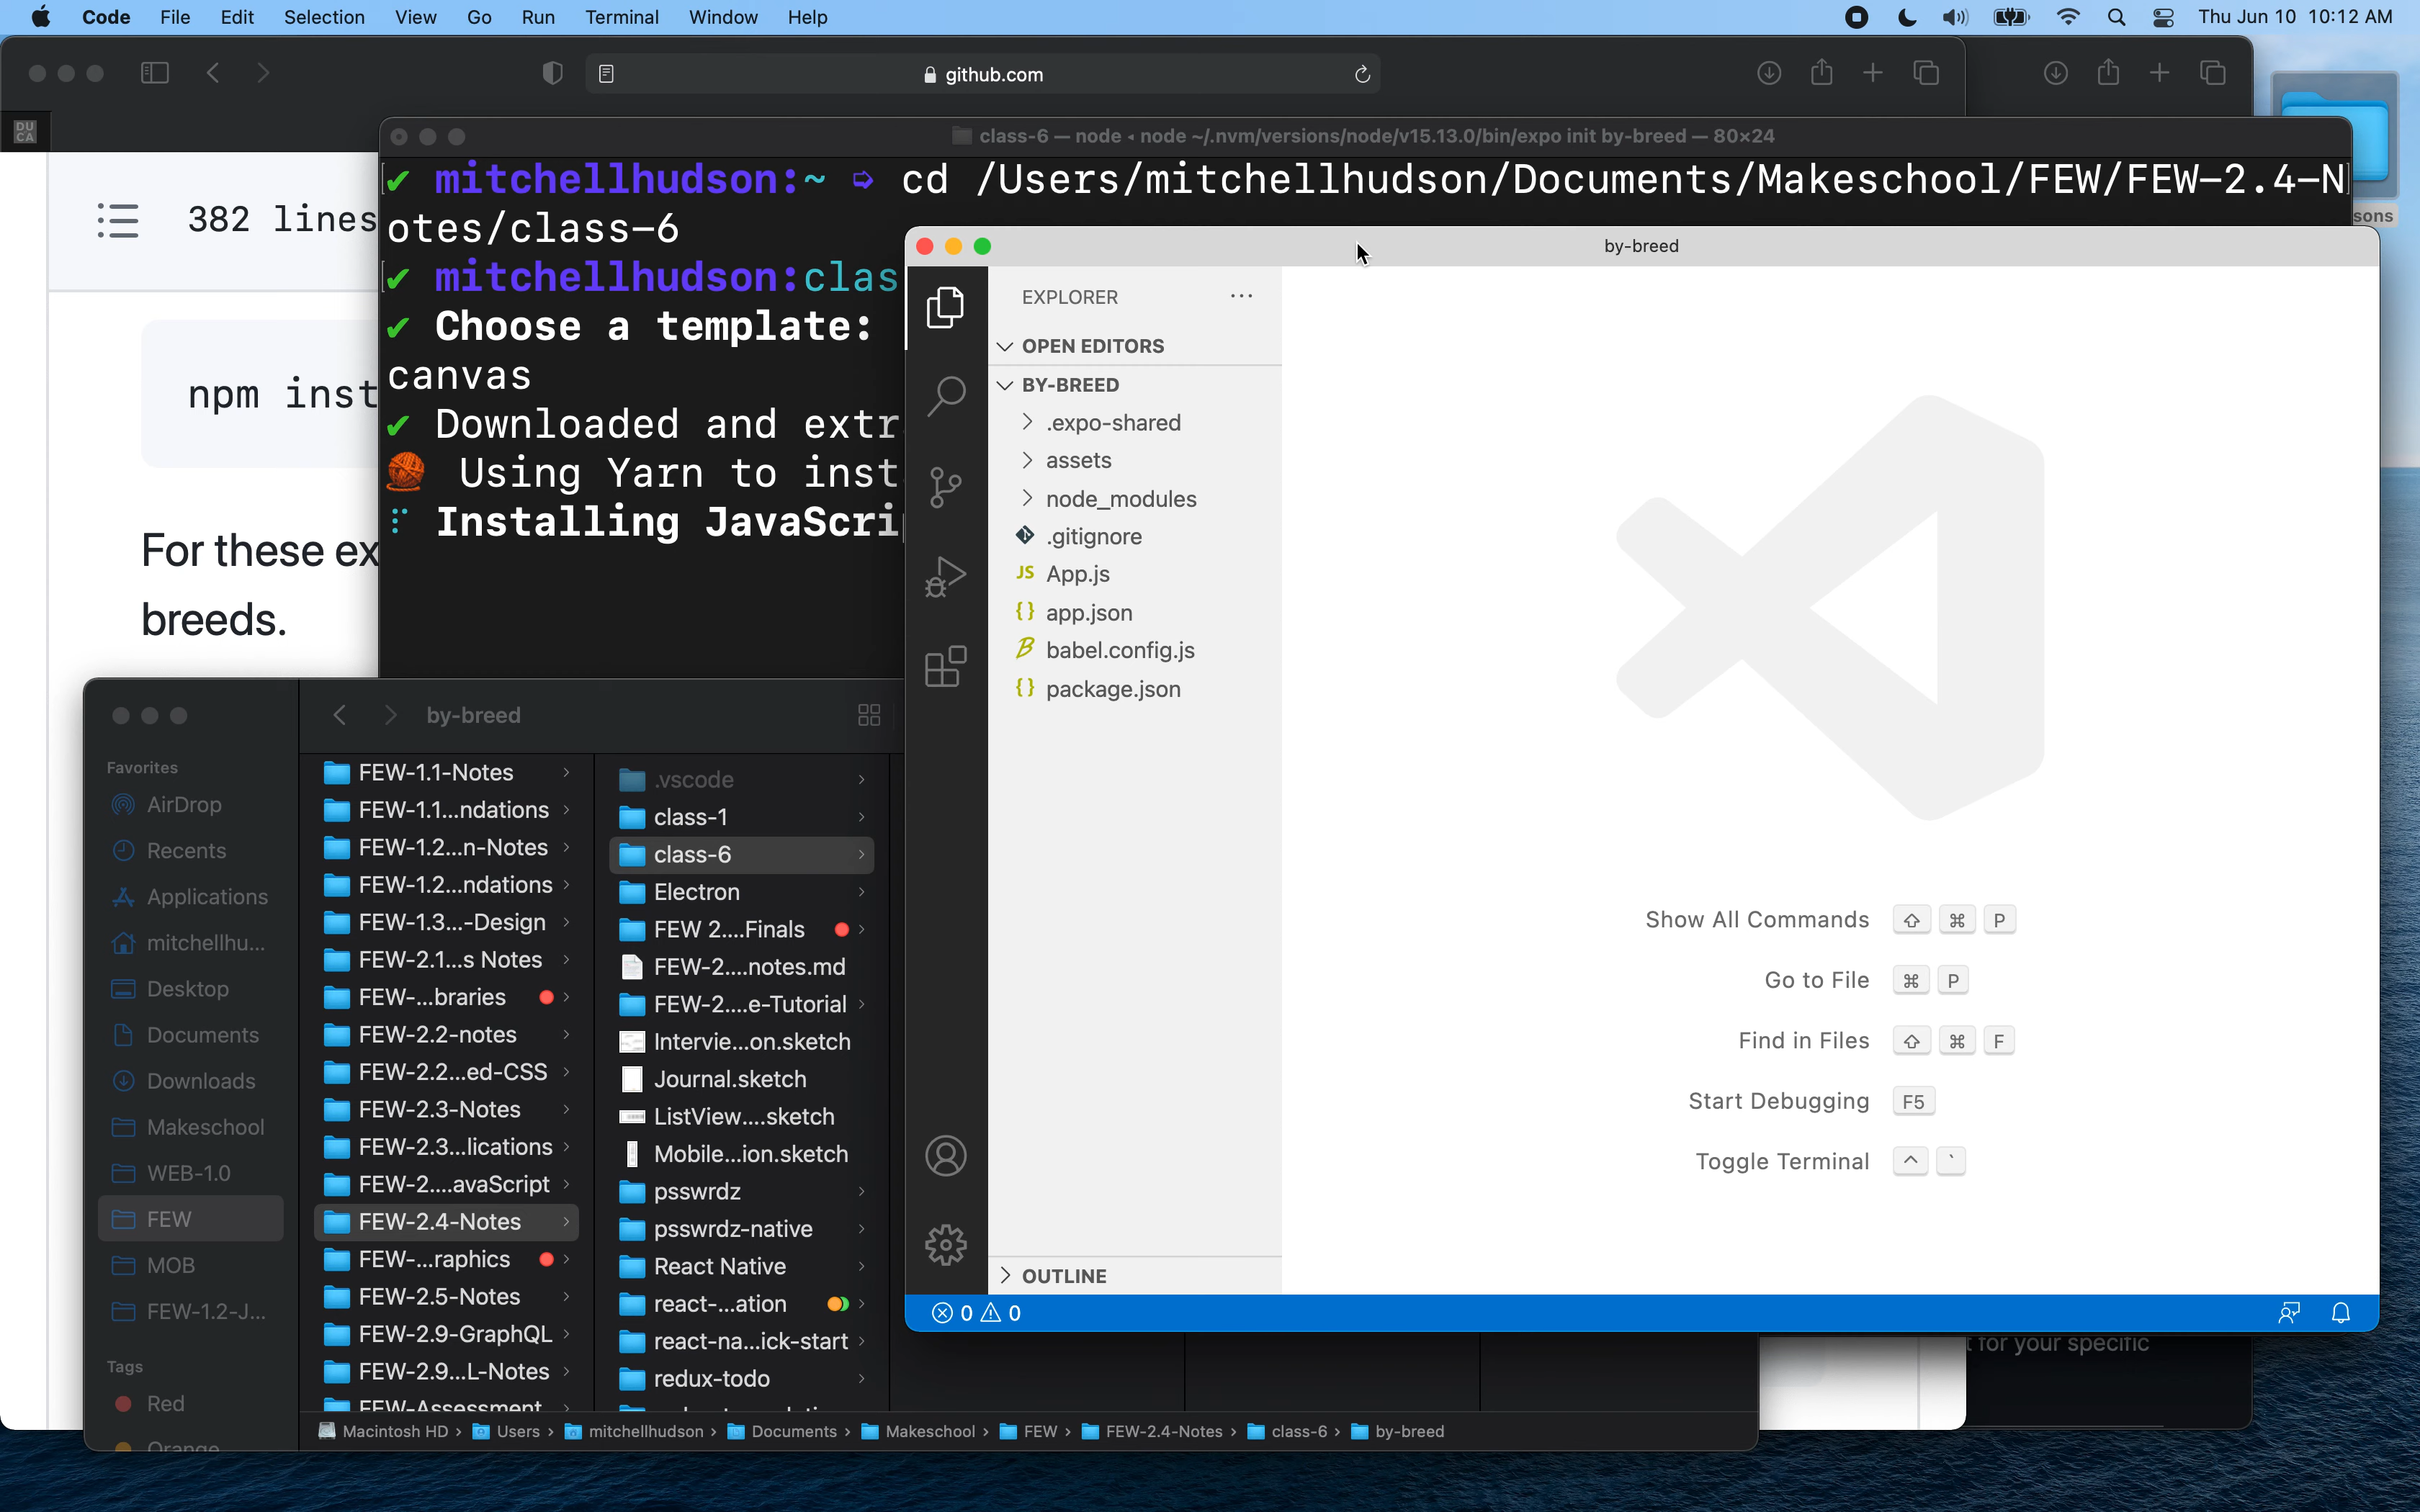 Code File Edit Selection View Go Run Terminal Window Help
Thu Jun 10 10:12 AM
github.com
DU
CA
382 lines
npm inst
For these ex
breeds.
class-6 — node ◂ node ~/.nvm/versions/node/v15.13.0/bin/expo init by-breed — 80×24
✔ mitchellhudson:~ ➩ cd /Users/mitchellhudson/Documents/Makeschool/FEW/FEW-2.4-N
otes/class-6
✔ mitchellhudson:clas
✔ Choose a template:
canvas
✔ Downloaded and extr
Using Yarn to inst
Installing JavaScri
sons
by-breed
EXPLORER ···
OPEN EDITORS
BY-BREED
.expo-shared
assets
node_modules
.gitignore
JS App.js
{} app.json
babel.config.js
{} package.json
OUTLINE
Show All Commands ⇧ ⌘ P
Go to File ⌘ P
Find in Files ⇧ ⌘ F
Start Debugging F5
Toggle Terminal ^ `
0 0
by-breed
Favorites
AirDrop
Recents
Applications
mitchellhu...
Desktop
Documents
Downloads
Makeschool
WEB-1.0
FEW
MOB
FEW-1.2-J...
Tags
Red
Orange
FEW-1.1-Notes
FEW-1.1...ndations
FEW-1.2...n-Notes
FEW-1.2...ndations
FEW-1.3...-Design
FEW-2.1...s Notes
FEW-...braries
FEW-2.2-notes
FEW-2.2...ed-CSS
FEW-2.3-Notes
FEW-2.3...lications
FEW-2....avaScript
FEW-2.4-Notes
FEW-...raphics
FEW-2.5-Notes
FEW-2.9-GraphQL
FEW-2.9...L-Notes
FEW-Assessment
.vscode
class-1
class-6
Electron
FEW 2....Finals
FEW-2....notes.md
FEW-2....e-Tutorial
Intervie...on.sketch
Journal.sketch
ListView....sketch
Mobile...ion.sketch
psswrdz
psswrdz-native
React Native
react-...ation
react-na...ick-start
redux-todo
Macintosh HD › Users › mitchellhudson › Documents › Makeschool › FEW › FEW-2.4-Notes › class-6 › by-breed
t for your specific